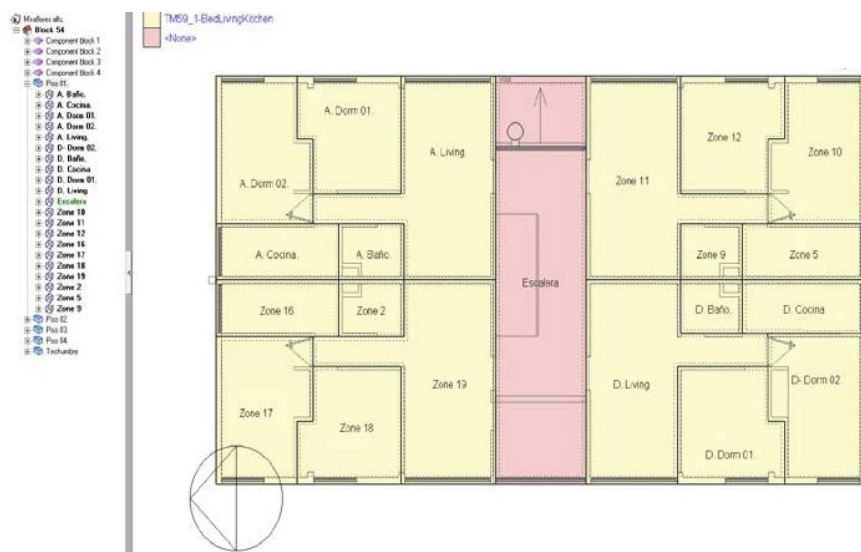 Miraflores alto.
Block 54
Component block 1
Component block 2
Component block 3
Component block 4
Piso 01.
A. Baño.
A. Cocina.
A. Dorm 01.
A. Dorm 02.
A. Living.
D- Dorm 02.
D. Baño.
D. Cocina
D. Dorm 01.
D. Living
Escalera
Zone 10
Zone 11
Zone 12
Zone 16
Zone 17
Zone 18
Zone 19
Zone 2
Zone 5
Zone 9
Piso 02.
Piso 03
Piso 04
Techumbre
TM59_1-BedLivingKitchen
<None>
A. Dorm 01.
Zone 12
A. Living.
Zone 10
Zone 11
A. Dorm 02.
A. Cocina.
A. Baño.
Zone 9
Zone 5
Escalera
Zone 16
Zone 2
D. Baño.
D. Cocina
Zone 19
D. Living
D- Dorm 02
Zone 17
Zone 18
D. Dorm 01.